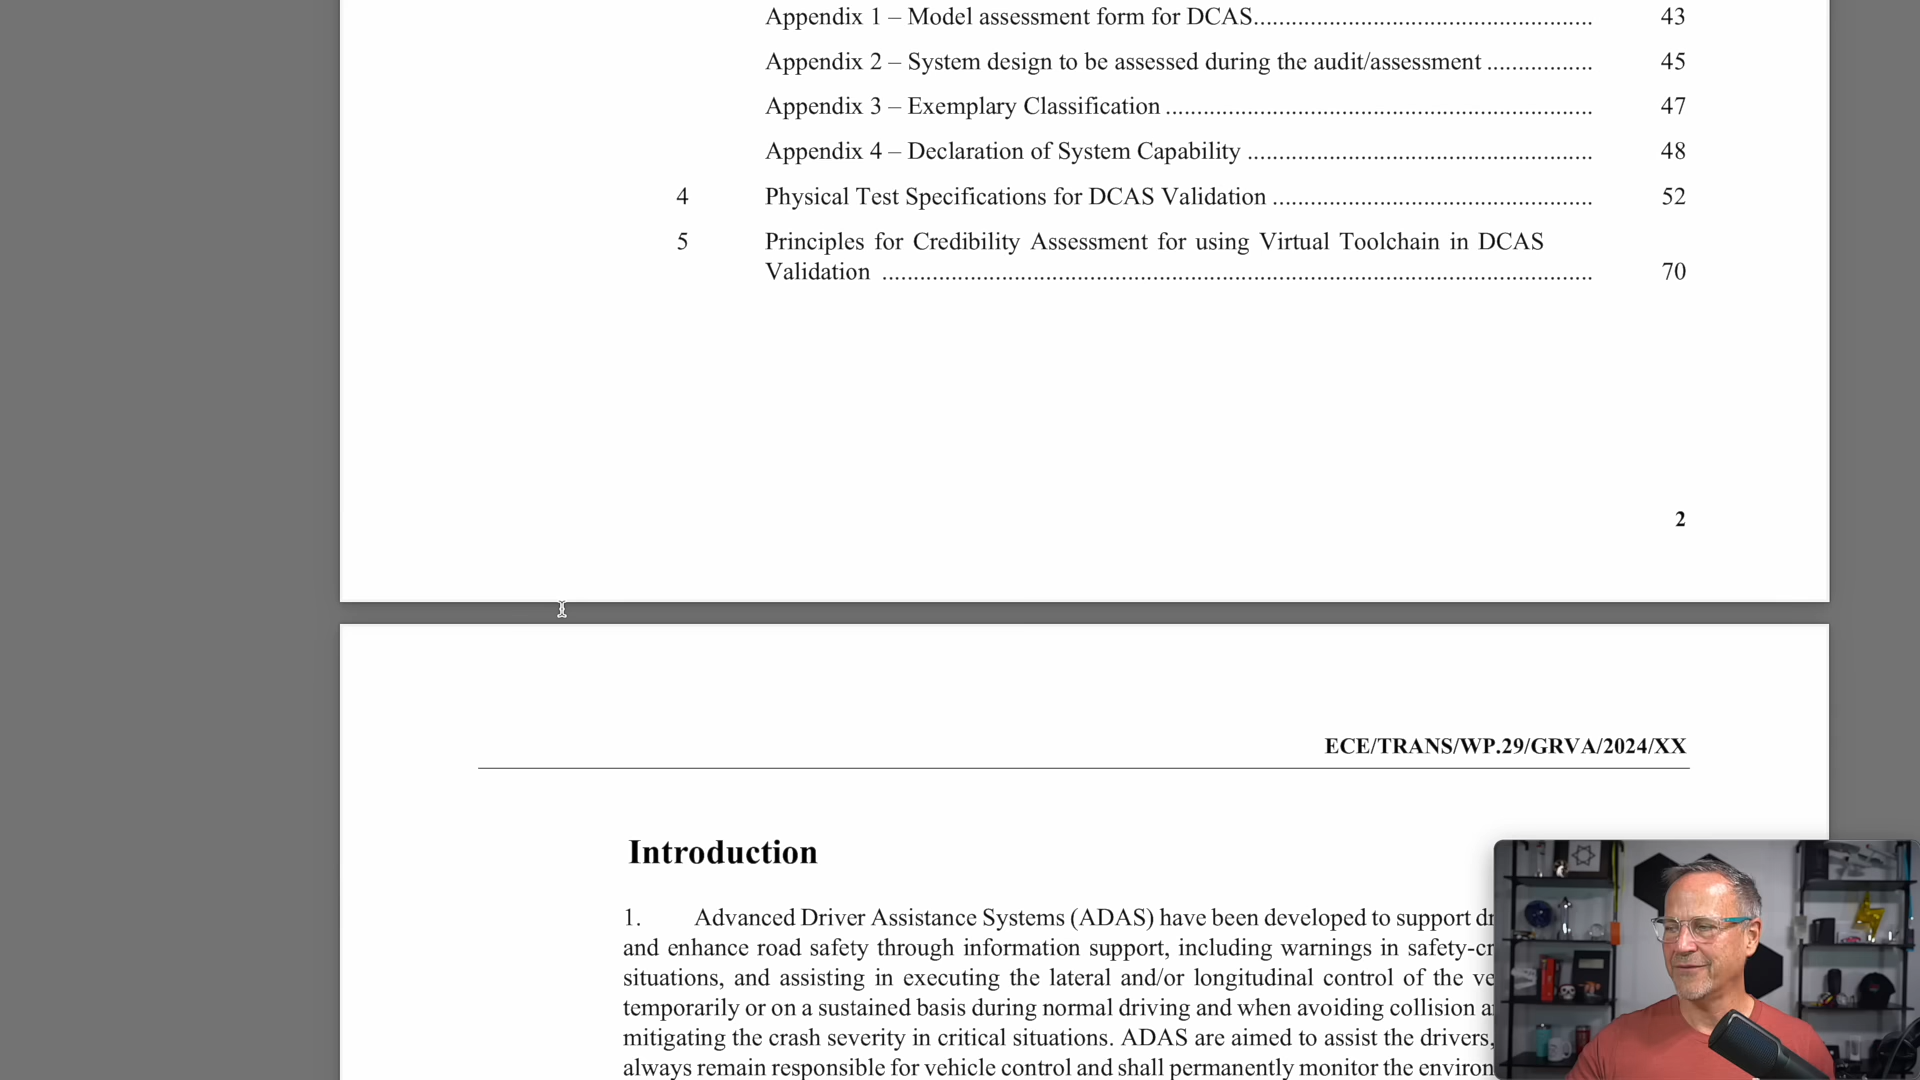 Appendix 1 – Model assessment form for DCAS...................................................... 43
Appendix 2 – System design to be assessed during the audit/assessment ................. 45
Appendix 3 – Exemplary Classification .................................................................... 47
Appendix 4 – Declaration of System Capability ....................................................... 48
4 Physical Test Specifications for DCAS Validation ................................................... 52
5 Principles for Credibility Assessment for using Virtual Toolchain in DCAS
Validation ................................................................................................................. 70
2
ECE/TRANS/WP.29/GRVA/2024/XX
Introduction
1. Advanced Driver Assistance Systems (ADAS) have been developed to support
and enhance road safety through information support, including warnings in
situations, and assisting in executing the lateral and/or longitudinal control of the
temporarily or on a sustained basis during normal driving and when avoiding collision
mitigating the crash severity in critical situations. ADAS are aimed to assist the drivers,
always remain responsible for vehicle control and shall permanently monitor the